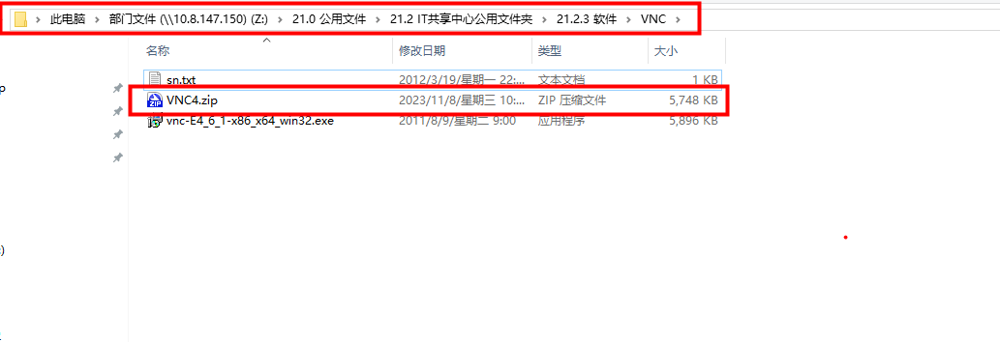 此电脑 > 部门文件 (\\10.8.147.150) (Z:) > 21.0 公用文件 > 21.2 IT共享中心公用文件夹 > 21.2.3 软件 > VNC >
名称 修改日期 类型 大小
sn.txt 2012/3/19/星期一 22:... 文本文档 1 KB
VNC4.zip 2023/11/8/星期三 10:... ZIP 压缩文件 5,748 KB
vnc-E4_6_1-x86_x64_win32.exe 2011/8/9/星期二 9:00 应用程序 5,896 KB